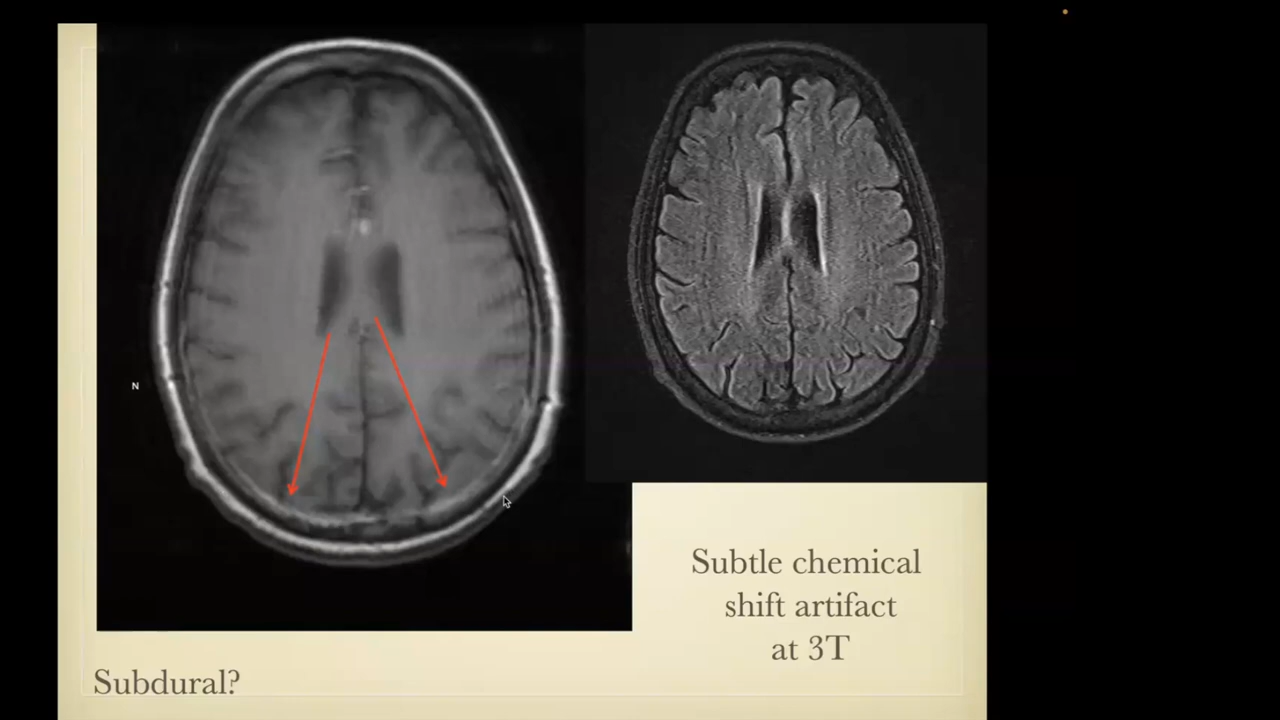 N
Subtle chemical
shift artifact
at 3T
Subdural?